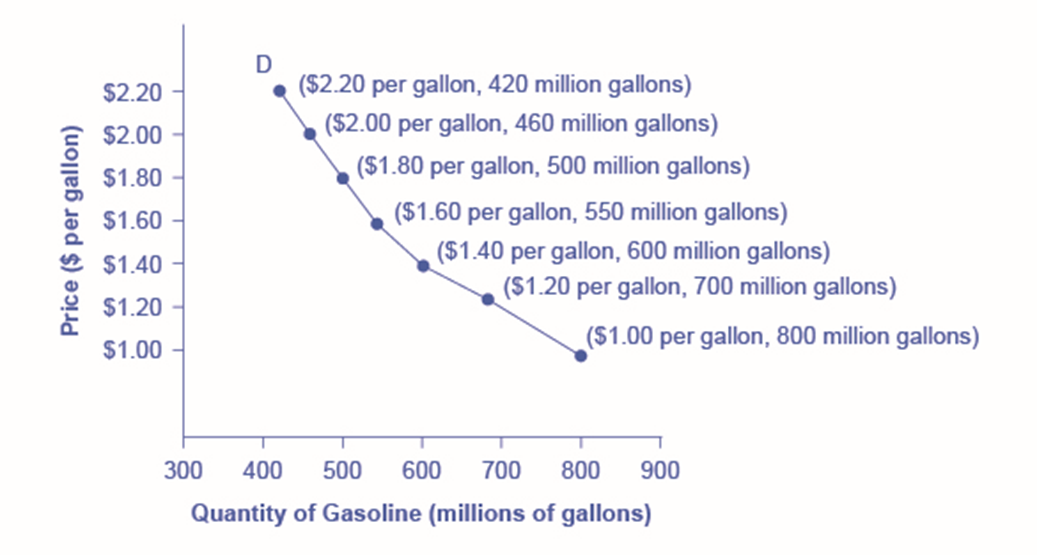 D
($2.20 per gallon, 420 million gallons)
$2.20
($2.00 per gallon, 460 million gallons)
$2.00
($1.80 per gallon, 500 million gallons)
$1.80
($1.60 per gallon, 550 million gallons)
$1.60
($1.40 per gallon, 600 million gallons)
$1.40
($1.20 per gallon, 700 million gallons)
$1.20
($1.00 per gallon, 800 million gallons)
$1.00
Price ($ per gallon)
300 400 500 600 700 800 900
Quantity of Gasoline (millions of gallons)